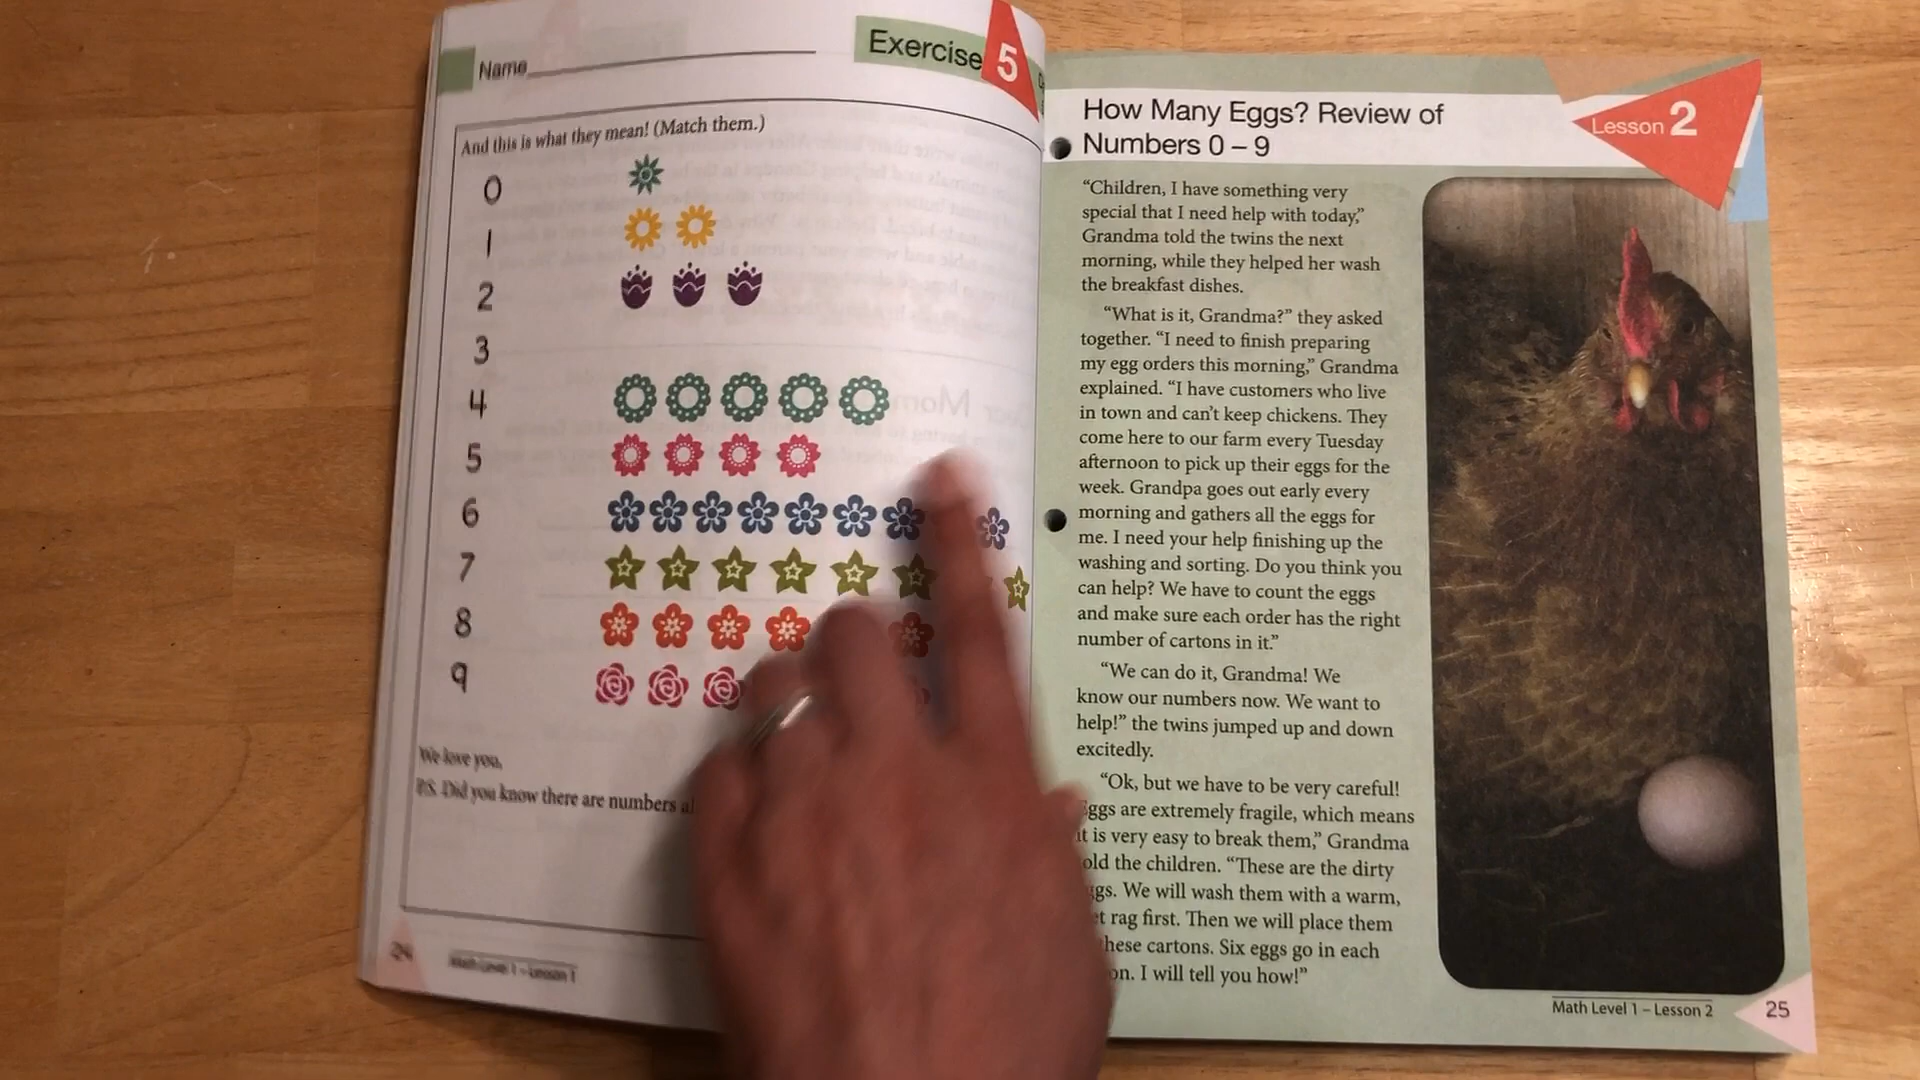 Name
Exercise 5
And this is what they mean! (Match them.)
0
1
2
3
4
5
6
7
8
9
We love you,
P.S. Did you know there are numbers
24
Math Level 1 – Lesson 1
How Many Eggs? Review of
Numbers 0 – 9
Lesson 2
“Children, I have something very
special that I need help with today,”
Grandma told the twins the next
morning, while they helped her wash
the breakfast dishes.
“What is it, Grandma?” they asked
together. “I need to finish preparing
my egg orders this morning,” Grandma
explained. “I have customers who live
in town and can’t keep chickens. They
come here to our farm every Tuesday
afternoon to pick up their eggs for the
week. Grandpa goes out early every
morning and gathers all the eggs for
me. I need your help finishing up the
washing and sorting. Do you think you
can help? We have to count the eggs
and make sure each order has the right
number of cartons in it.”
“We can do it, Grandma! We
know our numbers now. We want to
help!” the twins jumped up and down
excitedly.
“Ok, but we have to be very careful!
Eggs are extremely fragile, which means
it is very easy to break them,” Grandma
old the children. “These are the dirty
gs. We will wash them with a warm,
et rag first. Then we will place them
hese cartons. Six eggs go in each
on. I will tell you how!”
Math Level 1 – Lesson 2
25